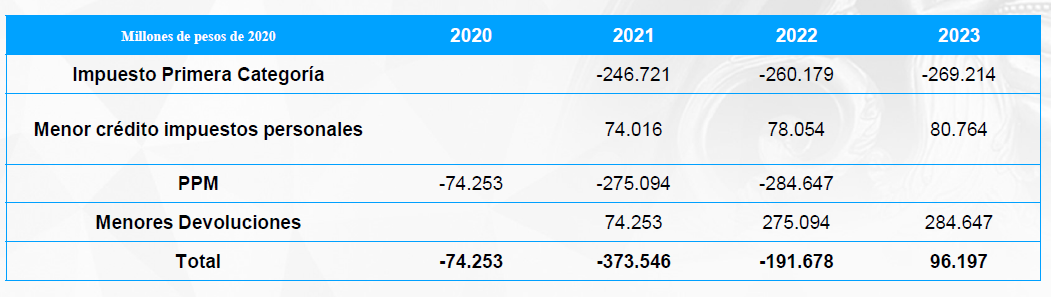 Millones de pesos de 2020 2020 2021 2022 2023
Impuesto Primera Categoría -246.721 -260.179 -269.214
Menor crédito impuestos personales 74.016 78.054 80.764
PPM -74.253 -275.094 -284.647
Menores Devoluciones 74.253 275.094 284.647
Total -74.253 -373.546 -191.678 96.197